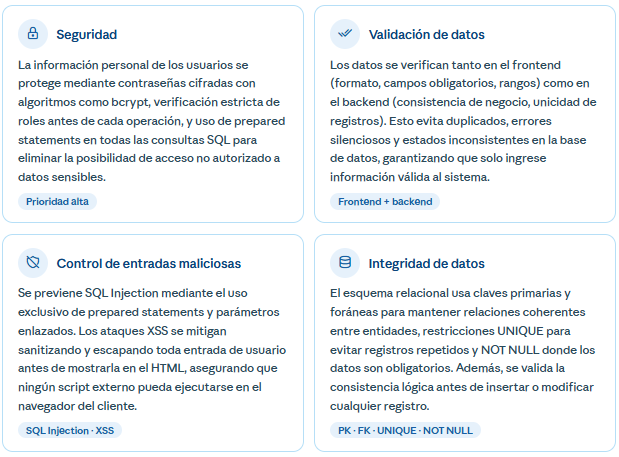 Seguridad
La información personal de los usuarios se
protege mediante contraseñas cifradas con
algoritmos como bcrypt, verificación estricta de
roles antes de cada operación, y uso de prepared
statements en todas las consultas SQL para
eliminar la posibilidad de acceso no autorizado a
datos sensibles.
Prioridad alta
Validación de datos
Los datos se verifican tanto en el frontend
(formato, campos obligatorios, rangos) como en
el backend (consistencia de negocio, unicidad de
registros). Esto evita duplicados, errores
silenciosos y estados inconsistentes en la base
de datos, garantizando que solo ingrese
información válida al sistema.
Frontend + backend
Control de entradas maliciosas
Se previene SQL Injection mediante el uso
exclusivo de prepared statements y parámetros
enlazados. Los ataques XSS se mitigan
sanitizando y escapando toda entrada de usuario
antes de mostrarla en el HTML, asegurando que
ningún script externo pueda ejecutarse en el
navegador del cliente.
SQL Injection · XSS
Integridad de datos
El esquema relacional usa claves primarias y
foráneas para mantener relaciones coherentes
entre entidades, restricciones UNIQUE para
evitar registros repetidos y NOT NULL donde los
datos son obligatorios. Además, se valida la
consistencia lógica antes de insertar o modificar
cualquier registro.
PK · FK · UNIQUE · NOT NULL